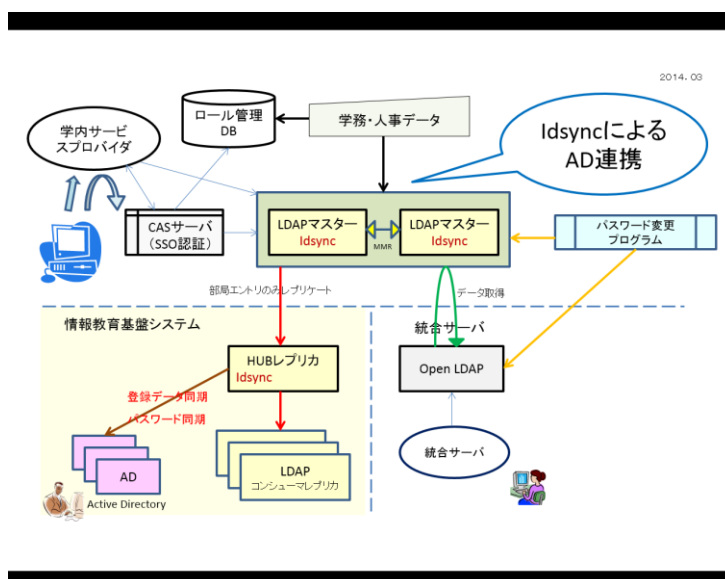 2014.03
ロール管理
DB
学務・人事データ
学内サービ
スプロバイダ
Idsyncによる
AD連携
CASサーバ
(SSO認証)
LDAPマスター
Idsync
MMR
LDAPマスター
Idsync
パスワード変更
プログラム
部局エントリのみレプリケート
データ取得
情報教育基盤システム
統合サーバ
HUBレプリカ
Idsync
Open LDAP
登録データ同期
パスワード同期
AD
Active Directory
LDAP
コンシューマレプリカ
統合サーバ